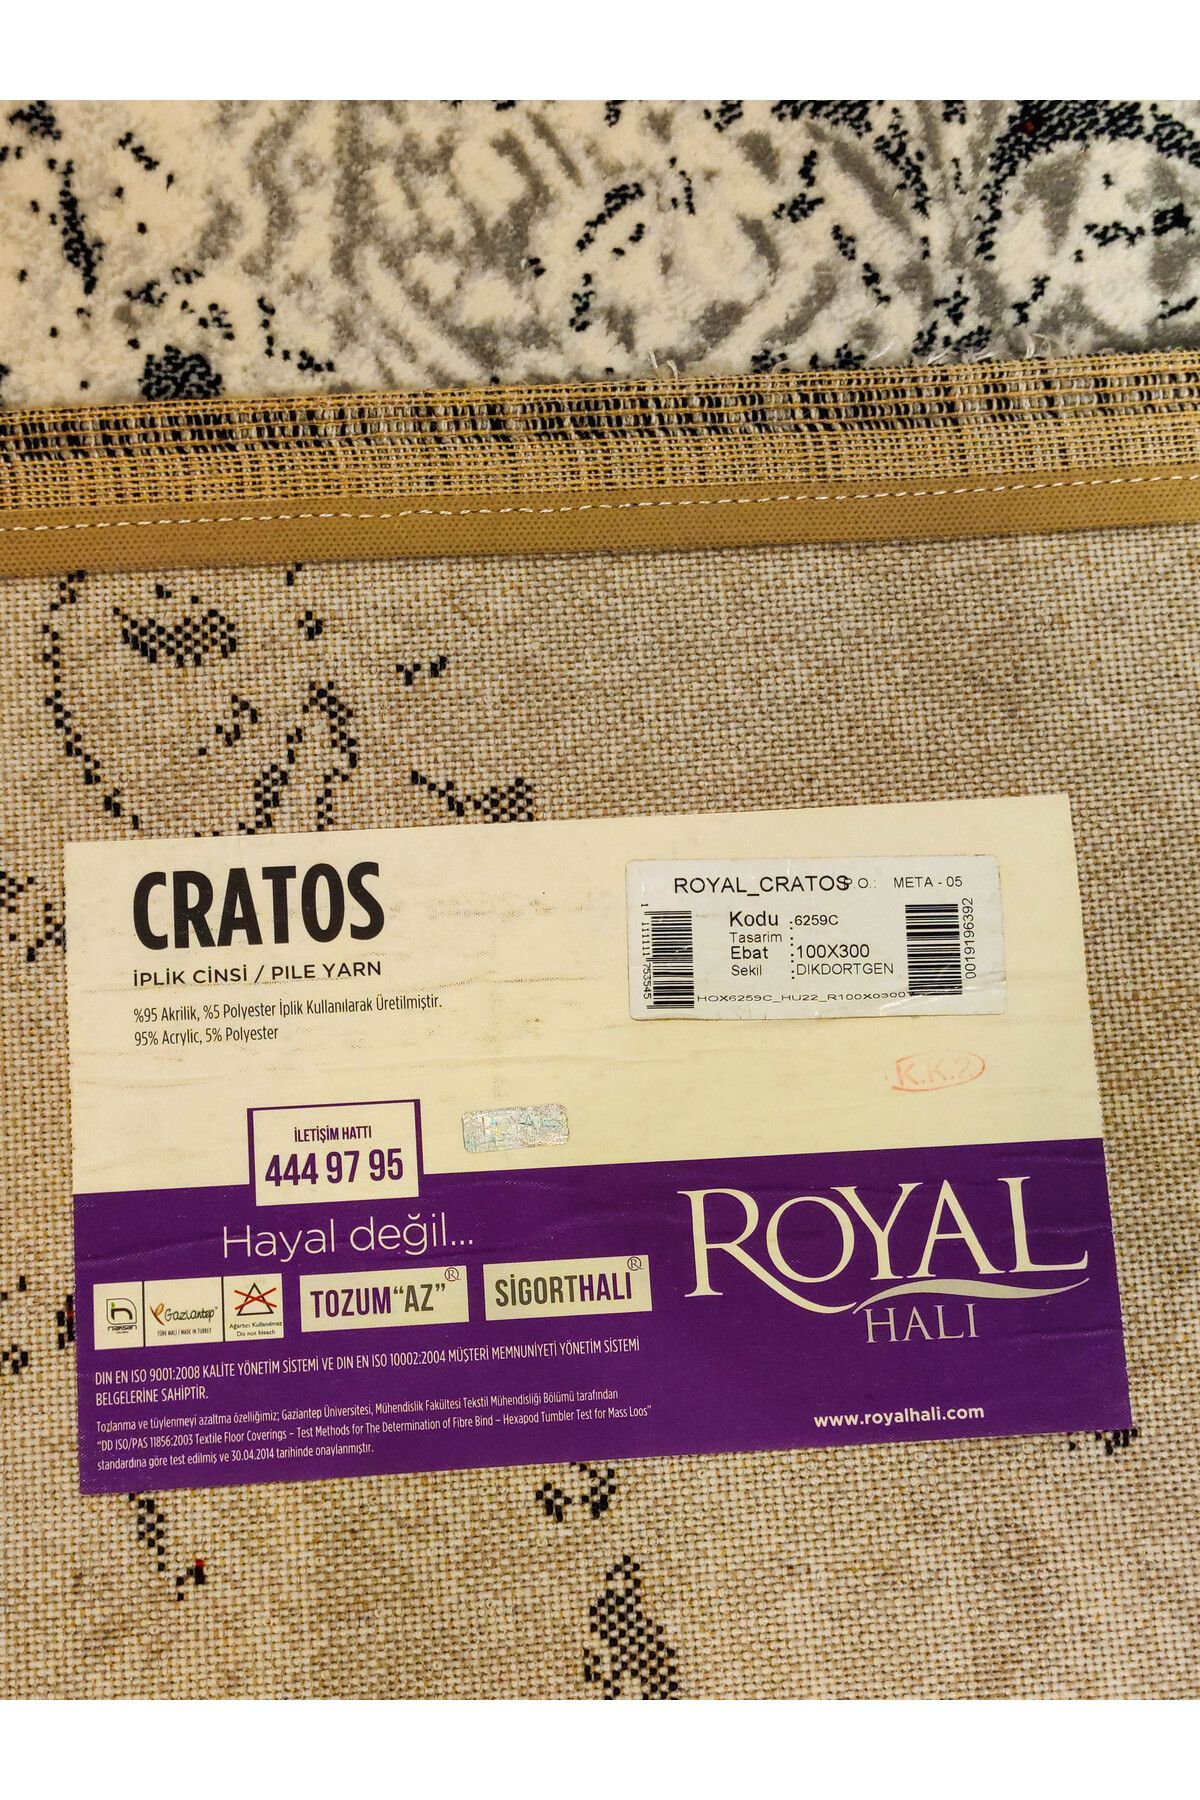 CRATOS
İPLİK CİNSİ / PILE YARN
%95 Akrilik, %5 Polyester İplik Kullanılarak Üretilmiştir.
95% Acrylic, 5% Polyester
ROYAL_CRATOS P.O.: META - 05
Kodu : 6259C
Tasarim :
Ebat : 100X300
Sekil : DIKDORTGEN
HOX6259C_HU22_R100X0300
0019196392
R.K.2
İLETİŞİM HATTI
444 97 95
Hayal değil...
naksan
Gaziantep
TÜRK MALI / MADE IN TURKEY
Ağartıcı Kullanılmaz
Do not bleach
TOZUM“AZ”®
SİGORTHALI®
ROYAL
HALI
DIN EN ISO 9001:2008 KALİTE YÖNETİM SİSTEMİ VE DIN EN ISO 10002:2004 MÜŞTERİ MEMNUNİYETİ YÖNETİM SİSTEMİ
BELGELERİNE SAHİPTİR.
Tozlanma ve tüylenmeyi azaltma özelliğimiz; Gaziantep Üniversitesi, Mühendislik Fakültesi Tekstil Mühendisliği Bölümü tarafından
“DD ISO/PAS 11856:2003 Textile Floor Coverings – Test Methods for The Determination of Fibre Bind – Hexapod Tumbler Test for Mass Loos”
standardına göre test edilmiş ve 30.04.2014 tarihinde onaylanmıştır.
www.royalhali.com